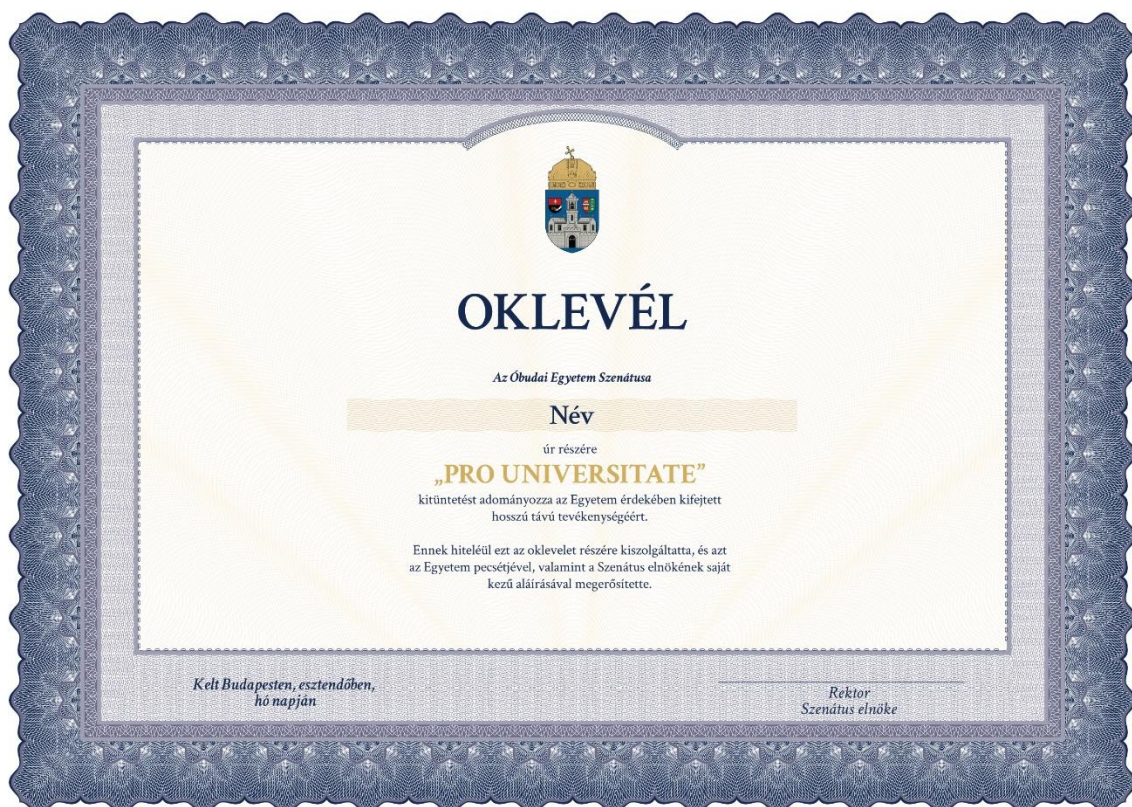 OKLEVÉL
Az Óbudai Egyetem Szenátusa
Név
úr részére
„PRO UNIVERSITATE”
kitüntetést adományozza az Egyetem érdekében kifejtett
hosszú távú tevékenységéért.
Ennek hiteléül ezt az oklevelet részére kiszolgáltatta, és azt
az Egyetem pecsétjével, valamint a Szenátus elnökének saját
kezű aláírásával megerősítette.
Kelt Budapesten, esztendőben,
hó napján
Rektor
Szenátus elnöke